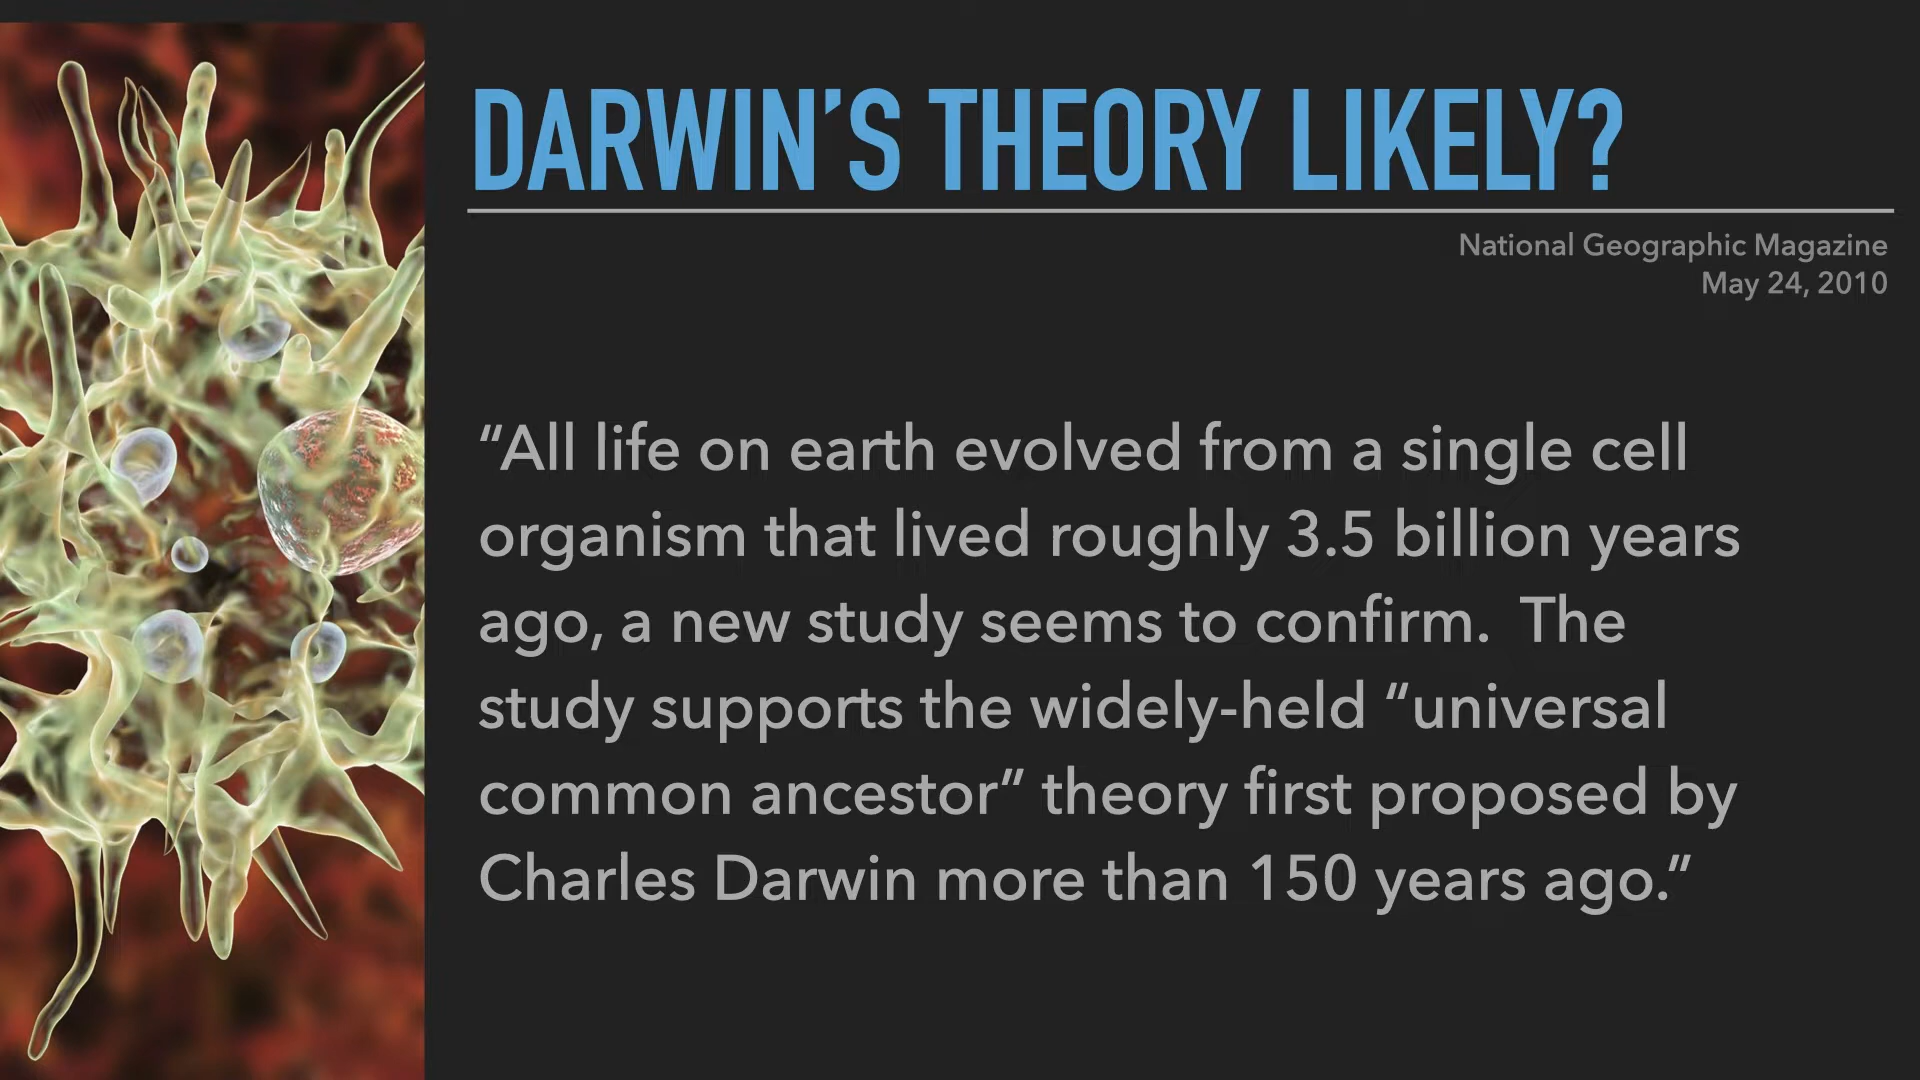 DARWIN’S THEORY LIKELY?
National Geographic Magazine
May 24, 2010
“All life on earth evolved from a single cell
organism that lived roughly 3.5 billion years
ago, a new study seems to confirm.  The
study supports the widely-held “universal
common ancestor” theory first proposed by
Charles Darwin more than 150 years ago.”